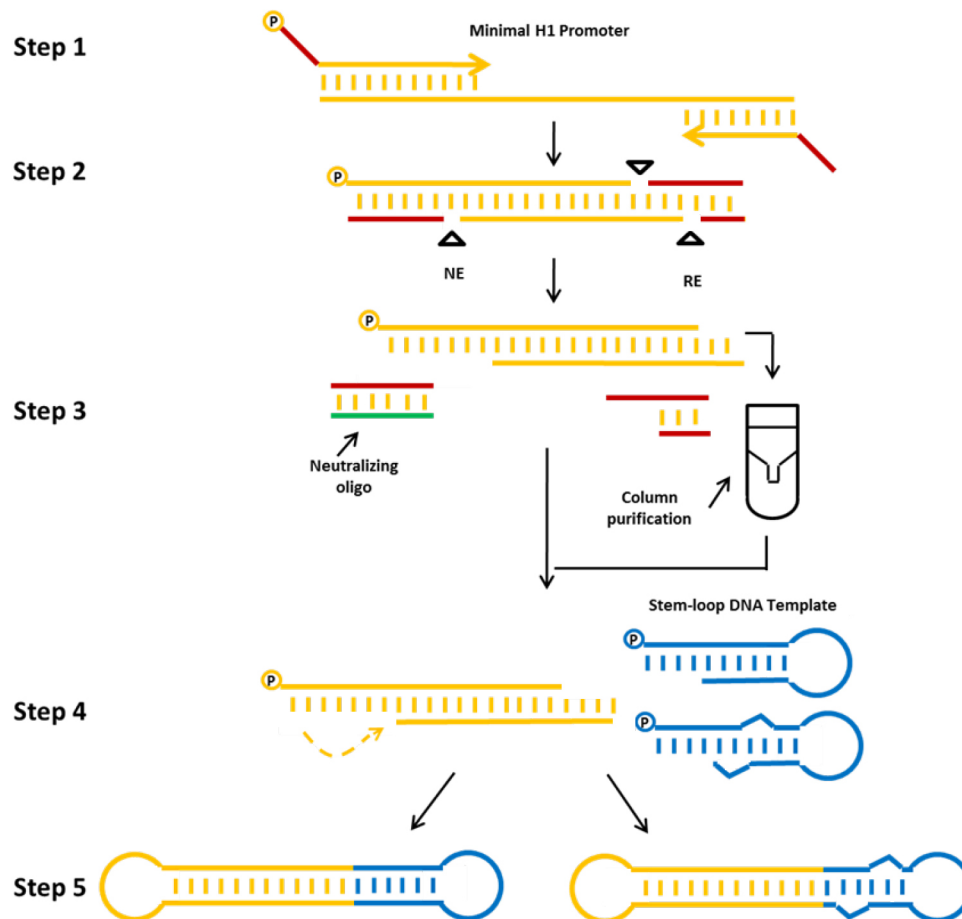 P
Minimal H1 Promoter
Step 1
Step 2
P
NE
RE
P
Step 3
Neutralizing
oligo
Column
purification
Stem-loop DNA Template
P
P
Step 4
P
Step 5